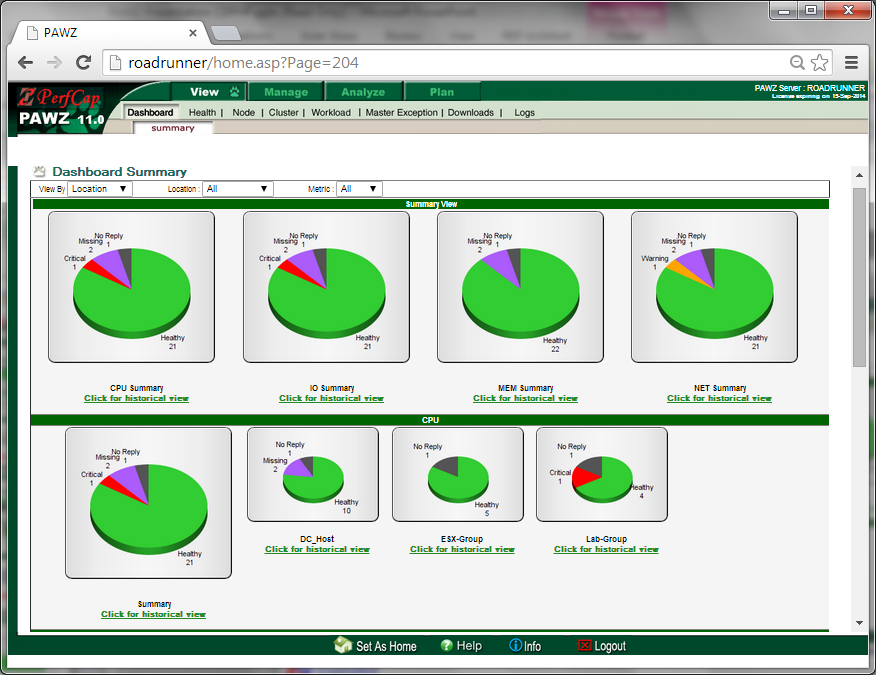 PAWZ
roadrunner/home.asp?Page=204
PerfCap
PAWZ 11.0
View Manage Analyze Plan
PAWZ Server : ROADRUNNER
License expiring on 15-Sep-2014
Dashboard Health | Node | Cluster | Workload | Master Exception | Downloads | Logs
summary
Dashboard Summary
View By Location Location : All Metric : All
Summary View
No Reply
1
Missing
2
Critical
1
Healthy
21
CPU Summary
Click for historical view
No Reply
1
Missing
2
Critical
1
Healthy
21
IO Summary
Click for historical view
No Reply
1
Missing
2
Healthy
22
MEM Summary
Click for historical view
No Reply
1
Missing
2
Warning
1
Healthy
21
NET Summary
Click for historical view
CPU
No Reply
1
Missing
2
Critical
1
Healthy
21
Summary
Click for historical view
No Reply
1
Missing
2
Healthy
10
DC_Host
Click for historical view
No Reply
1
Healthy
5
ESX-Group
Click for historical view
No Reply
1
Critical
1
Healthy
4
Lab-Group
Click for historical view
Set As Home Help Info Logout